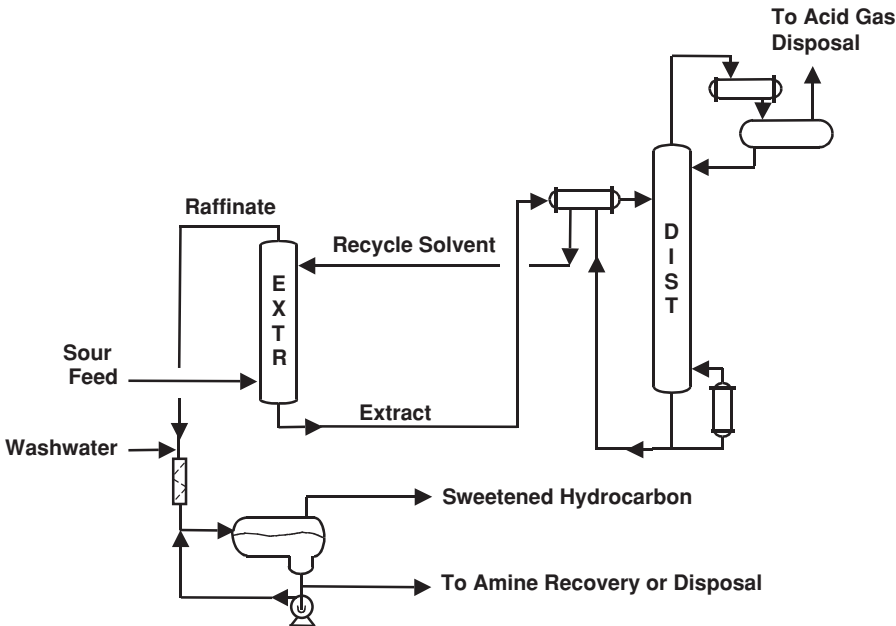 To Acid Gas
Disposal
Raffinate
Recycle Solvent
D
I
S
T
E
X
T
R
Sour
Feed
Extract
Washwater
Sweetened Hydrocarbon
To Amine Recovery or Disposal